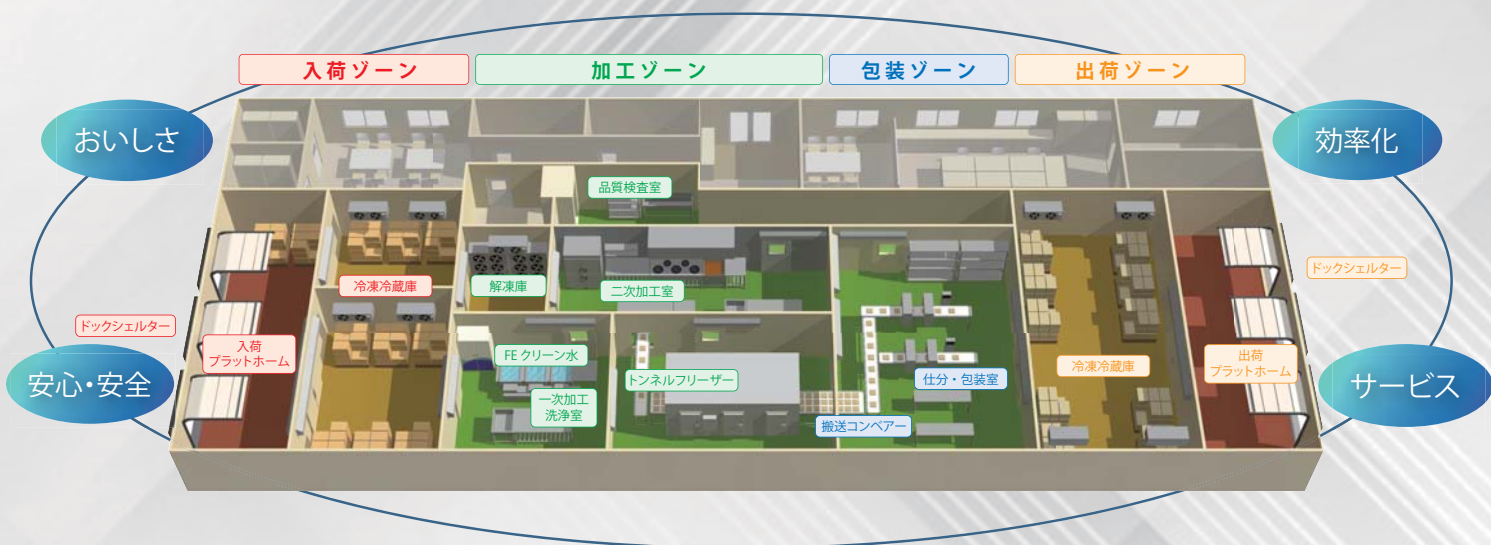 入荷ゾーン
加工ゾーン
包装ゾーン
出荷ゾーン
おいしさ
効率化
品質検査室
ドックシェルター
冷凍冷蔵庫
解凍庫
二次加工室
ドックシェルター
入荷
プラットホーム
FEクリーン水
トンネルフリーザー
一次加工
洗浄室
仕分・包装室
搬送コンベアー
冷凍冷蔵庫
出荷
プラットホーム
安心・安全
サービス